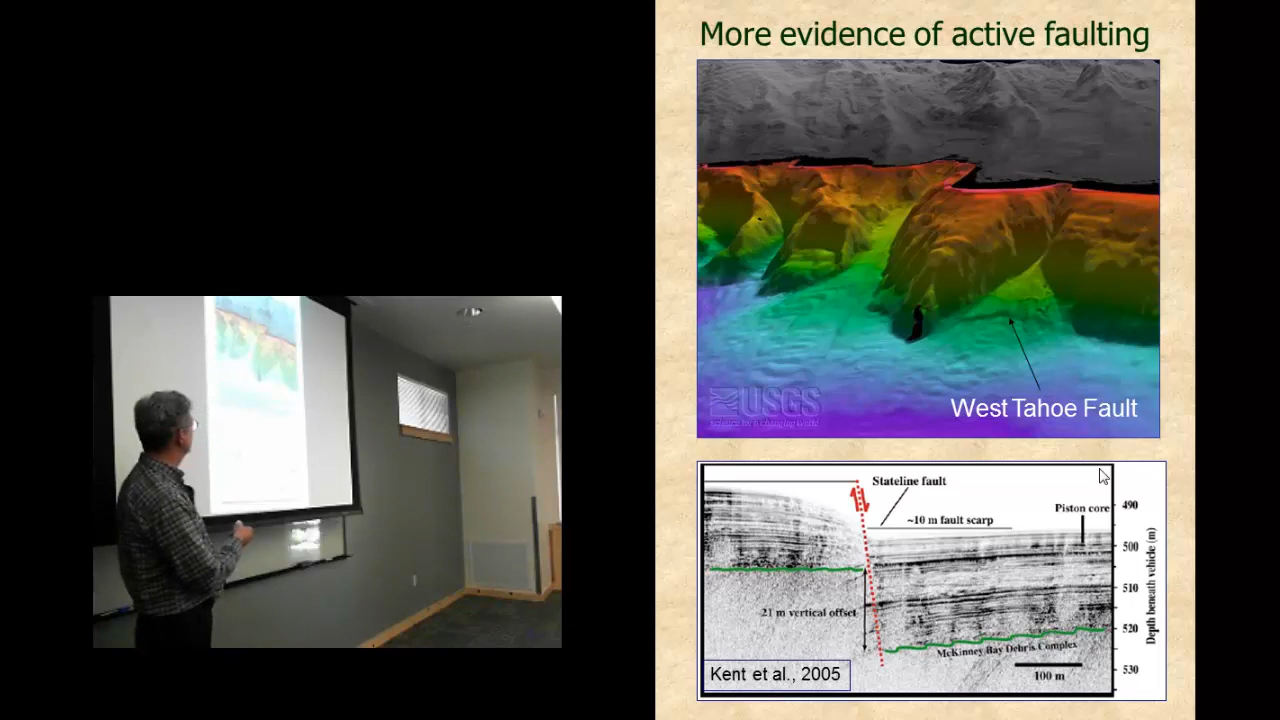 More evidence of active faulting
USGS
science for a changing world
West Tahoe Fault
Stateline fault
~10 m fault scarp
Piston core
490
500
510
520
530
Depth beneath vehicle (m)
21 m vertical offset
McKinney Bay Debris Complex
100 m
Kent et al., 2005